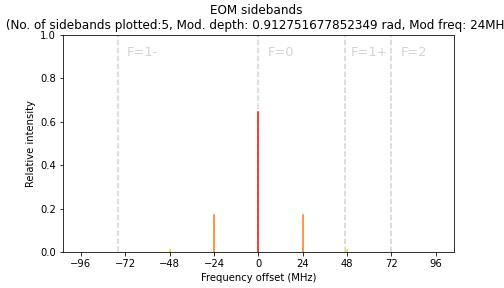 EOM sidebands
(No. of sidebands plotted:5, Mod. depth: 0.912751677852349 rad, Mod freq: 24MH
1.0
F=1- F=0 F=1+ F=2
0.8
0.6
0.4
0.2
0.0
Relative intensity
−96 −72 −48 −24 0 24 48 72 96
Frequency offset (MHz)